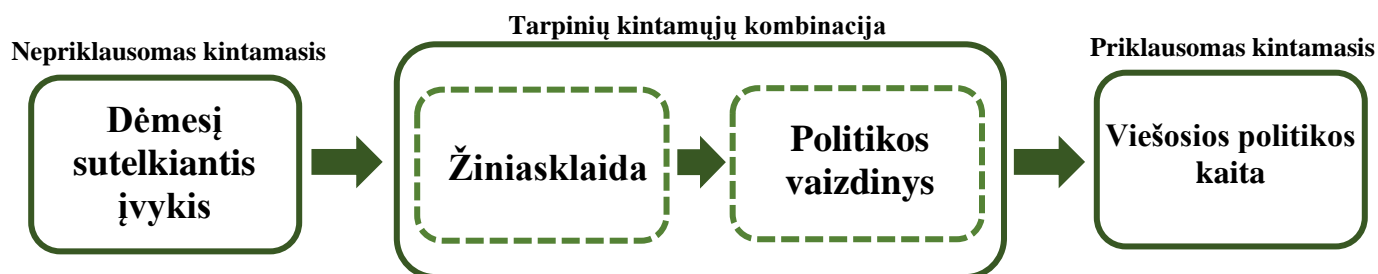 Tarpinių kintamųjų kombinacija
Nepriklausomas kintamasis
Priklausomas kintamasis
Dėmesį
sutelkiantis
įvykis
Žiniasklaida
Politikos
vaizdinys
Viešosios politikos
kaita